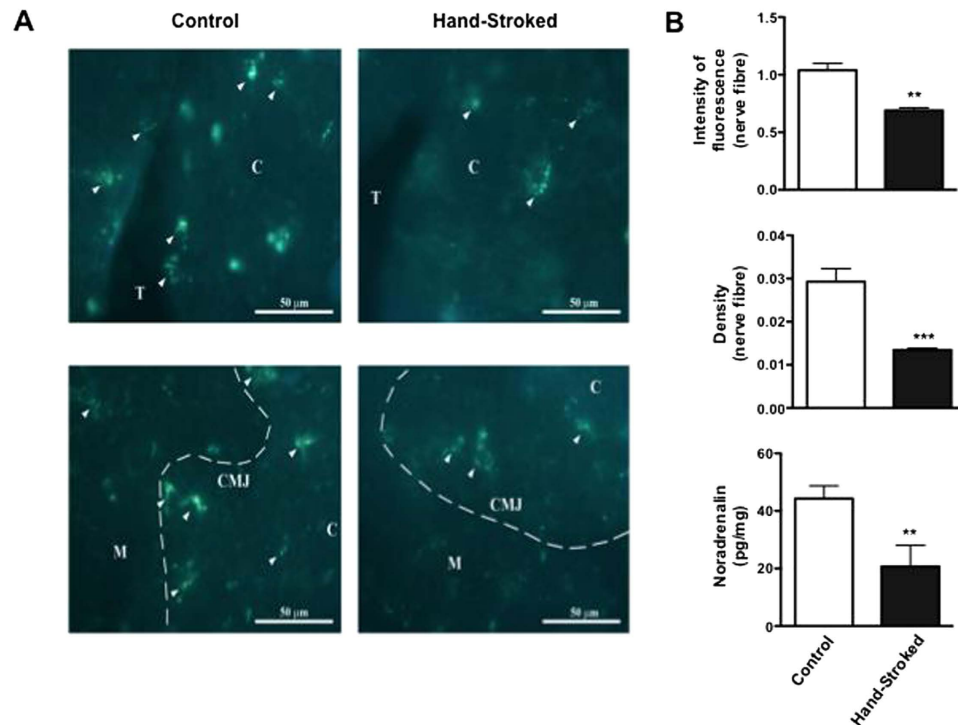 A
Control
Hand-Stroked
C
T
50 µm
C
T
50 µm
CMJ
M
C
50 µm
C
CMJ
M
50 µm
B
Intensity of
fluorescence
(nerve fibre)
1.5
1.0
0.5
0.0
**
Density
(nerve fibre)
0.04
0.03
0.02
0.01
0.00
***
Noradrenalin
(pg/mg)
60
40
20
0
**
Control
Hand-Stroked